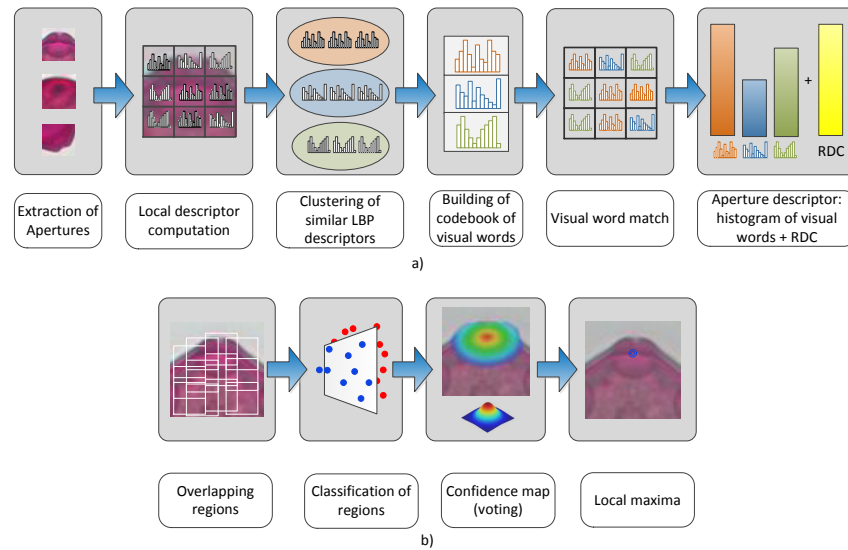 +
RDC
Extraction of
Apertures
Local descriptor
computation
Clustering of
similar LBP
descriptors
Building of
codebook of
visual words
Visual word match
Aperture descriptor:
histogram of visual
words + RDC
a)
Overlapping
regions
Classification of
regions
Confidence map
(voting)
Local maxima
b)